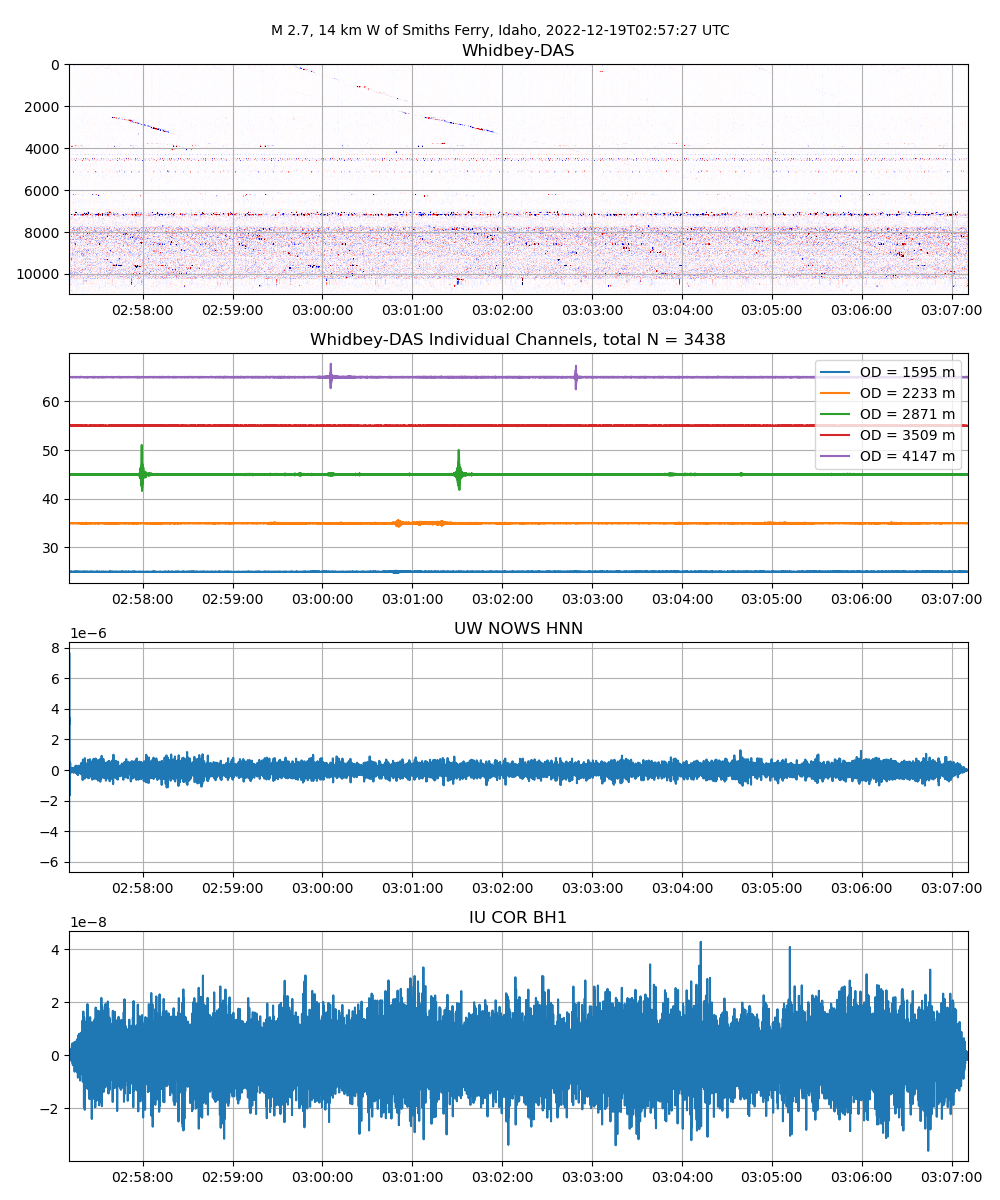 M 2.7, 14 km W of Smiths Ferry, Idaho, 2022-12-19T02:57:27 UTC
Whidbey-DAS
0
2000
4000
6000
8000
10000
02:58:00 02:59:00 03:00:00 03:01:00 03:02:00 03:03:00 03:04:00 03:05:00 03:06:00 03:07:00
Whidbey-DAS Individual Channels, total N = 3438
OD = 1595 m
OD = 2233 m
OD = 2871 m
OD = 3509 m
OD = 4147 m
60
50
40
30
02:58:00 02:59:00 03:00:00 03:01:00 03:02:00 03:03:00 03:04:00 03:05:00 03:06:00 03:07:00
UW NOWS HNN
1e−6
8
6
4
2
0
−2
−4
−6
02:58:00 02:59:00 03:00:00 03:01:00 03:02:00 03:03:00 03:04:00 03:05:00 03:06:00 03:07:00
IU COR BH1
1e−8
4
2
0
−2
02:58:00 02:59:00 03:00:00 03:01:00 03:02:00 03:03:00 03:04:00 03:05:00 03:06:00 03:07:00